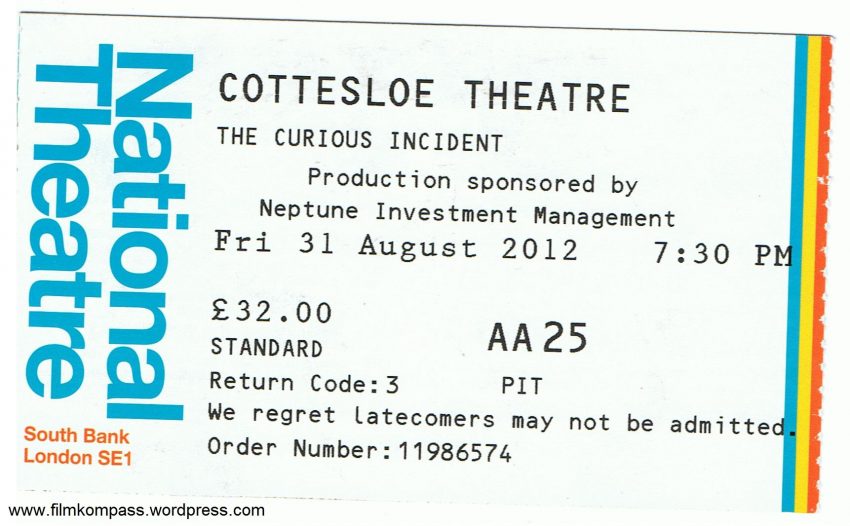 National
Theatre
South Bank
London SE1
COTTESLOE THEATRE
THE CURIOUS INCIDENT
Production sponsored by
Neptune Investment Management
Fri 31 August 2012 7:30 PM
£32.00
STANDARD
AA 25
Return Code:3 PIT
We regret latecomers may not be admitted.
Order Number:11986574
www.filmkompass.wordpress.com